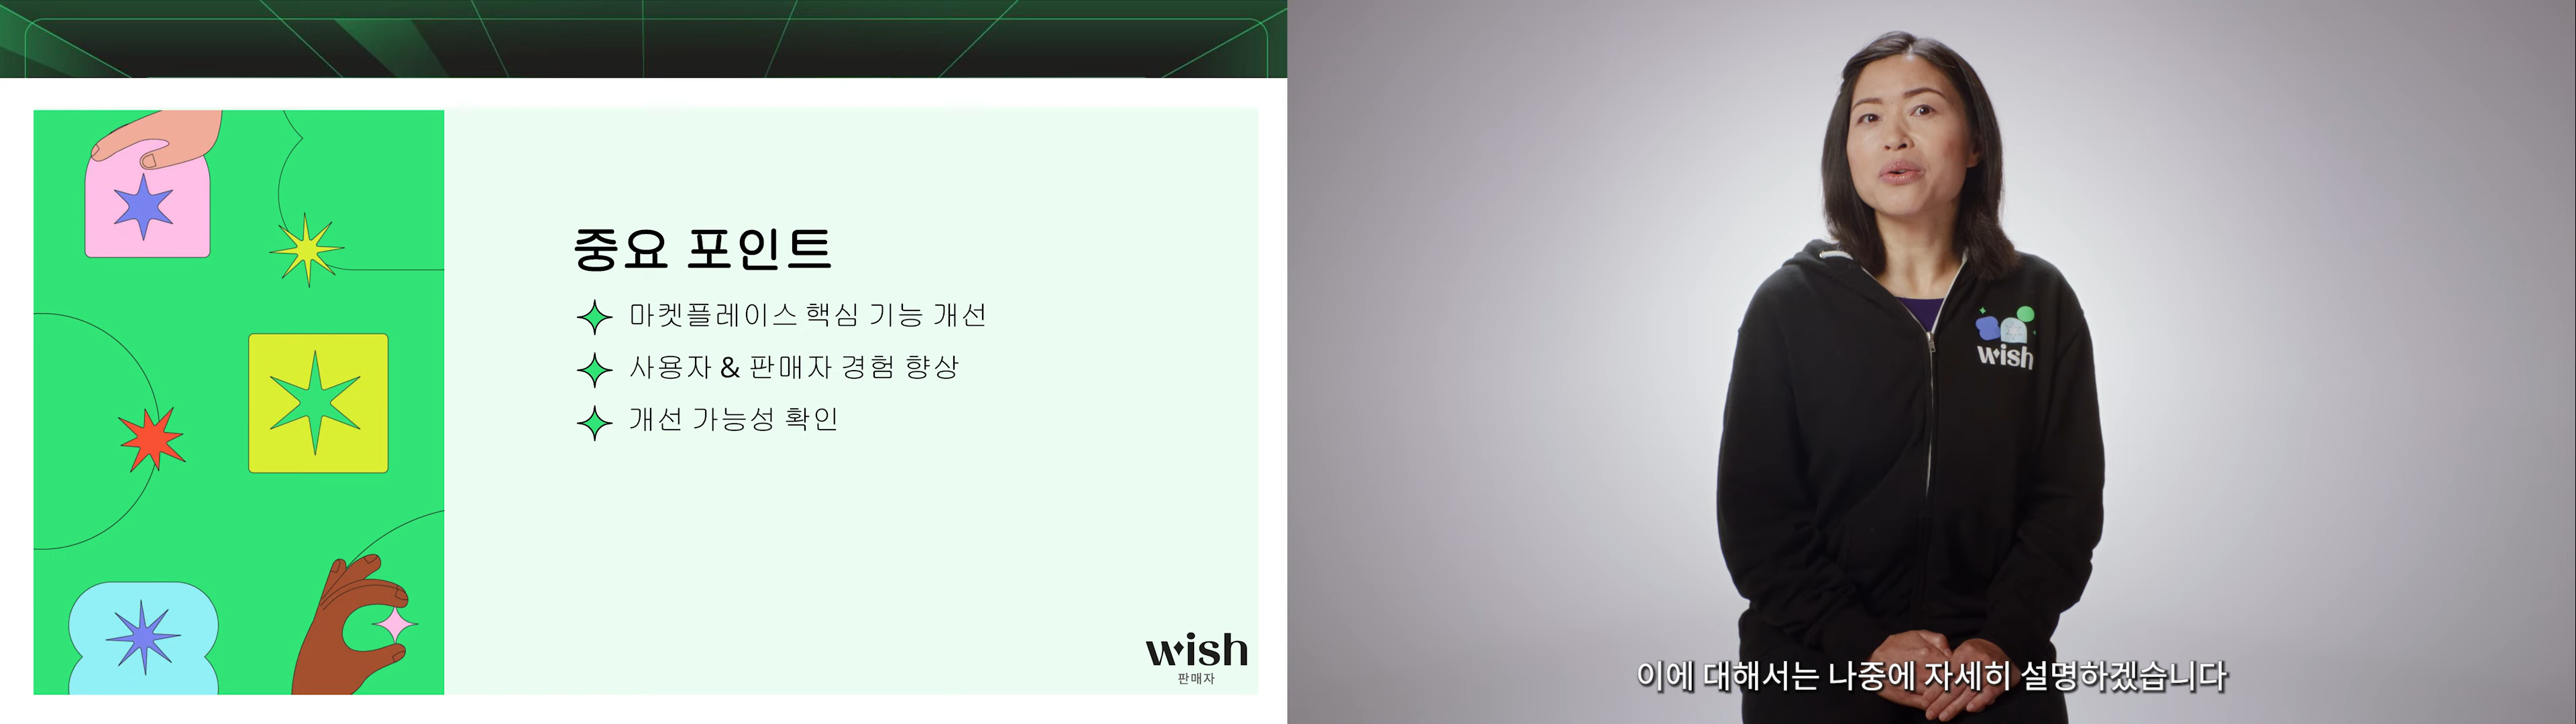 중요 포인트
마켓플레이스 핵심 기능 개선
사용자 & 판매자 경험 향상
개선 가능성 확인
wish
판매자
wish
이에 대해서는 나중에 자세히 설명하겠습니다